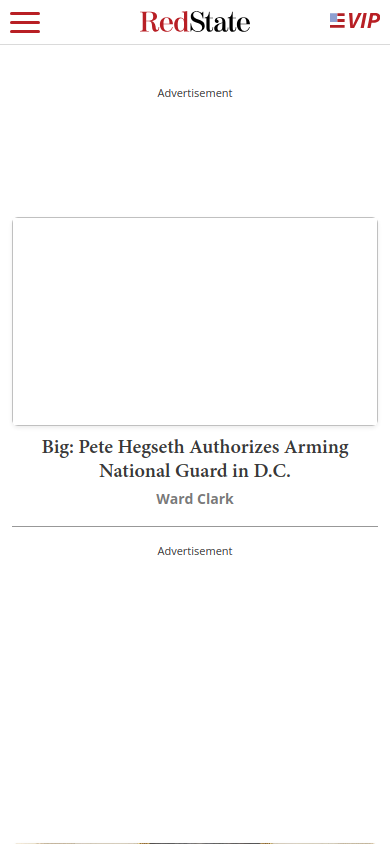 RedState
VIP
Advertisement
Big: Pete Hegseth Authorizes Arming
National Guard in D.C.
Ward Clark
Advertisement